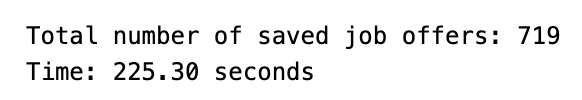 Total number of saved job offers: 719
Time: 225.30 seconds